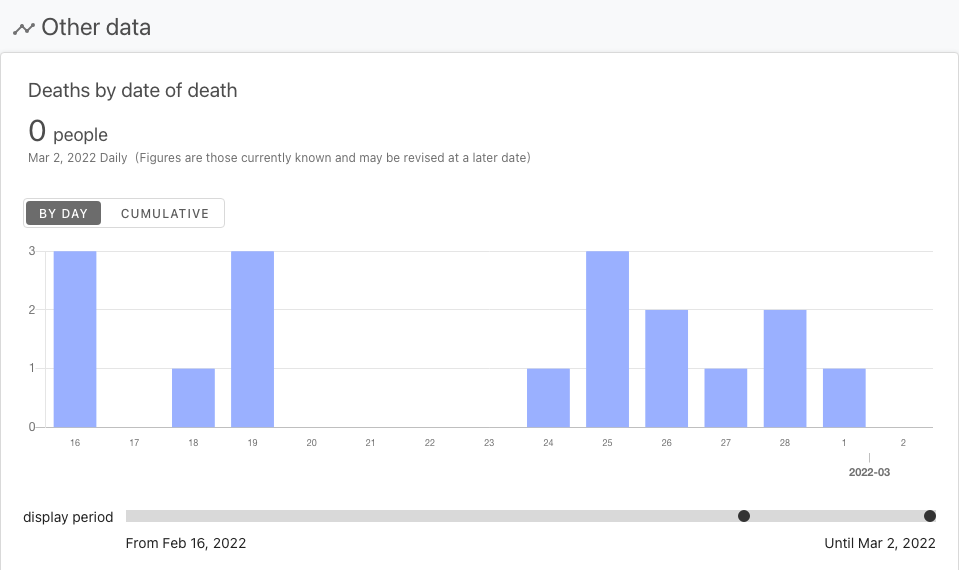 Other data
Deaths by date of death
0 people
Mar 2, 2022 Daily (Figures are those currently known and may be revised at a later date)
BY DAY CUMULATIVE
3
2
1
0
16 17 18 19 20 21 22 23 24 25 26 27 28 1 2
2022-03
display period
From Feb 16, 2022 Until Mar 2, 2022